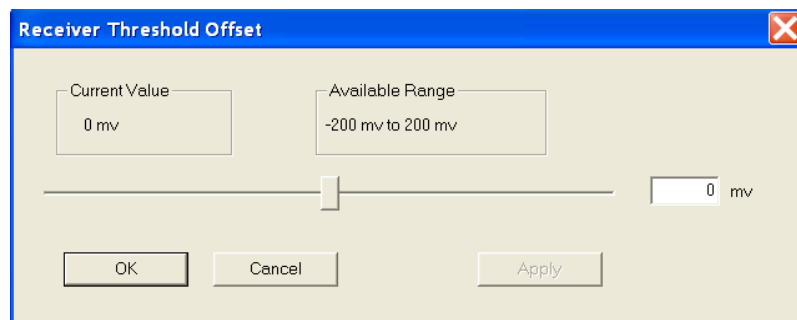 Receiver Threshold Offset
Current Value
0 mv
Available Range
-200 mv to 200 mv
0 mv
OK
Cancel
Apply